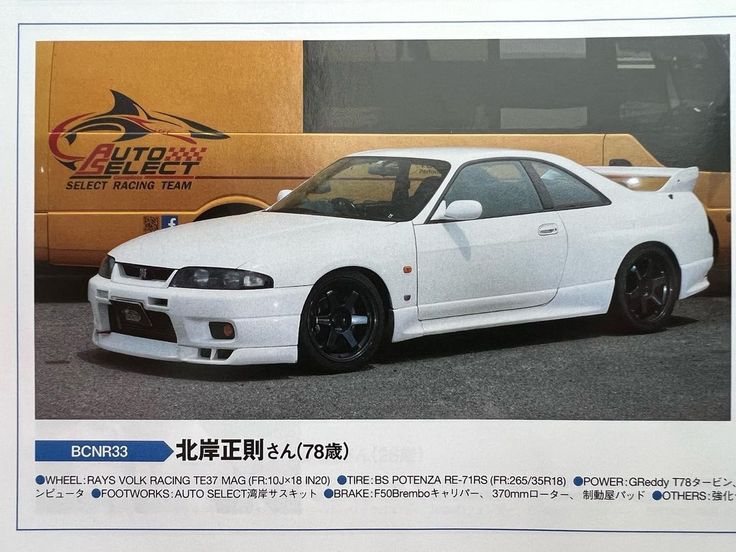 AUTO
SELECT
SELECT RACING TEAM
f
BCNR33
北岸正則さん(78歳)
●WHEEL:RAYS VOLK RACING TE37 MAG (FR:10J×18 IN20) ●TIRE:BS POTENZA RE-71RS (FR:265/35R18) ●POWER:GReddy T78タービン、
ンピュータ ●FOOTWORKS:AUTO SELECT湾岸サスキット ●BRAKE:F50Bremboキャリパー、370mmローター、制動屋パッド ●OTHERS:強化